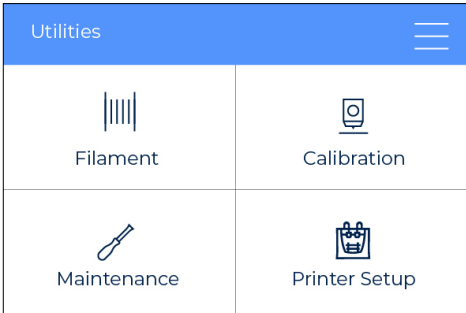 Utilities
Filament
Calibration
Maintenance
Printer Setup